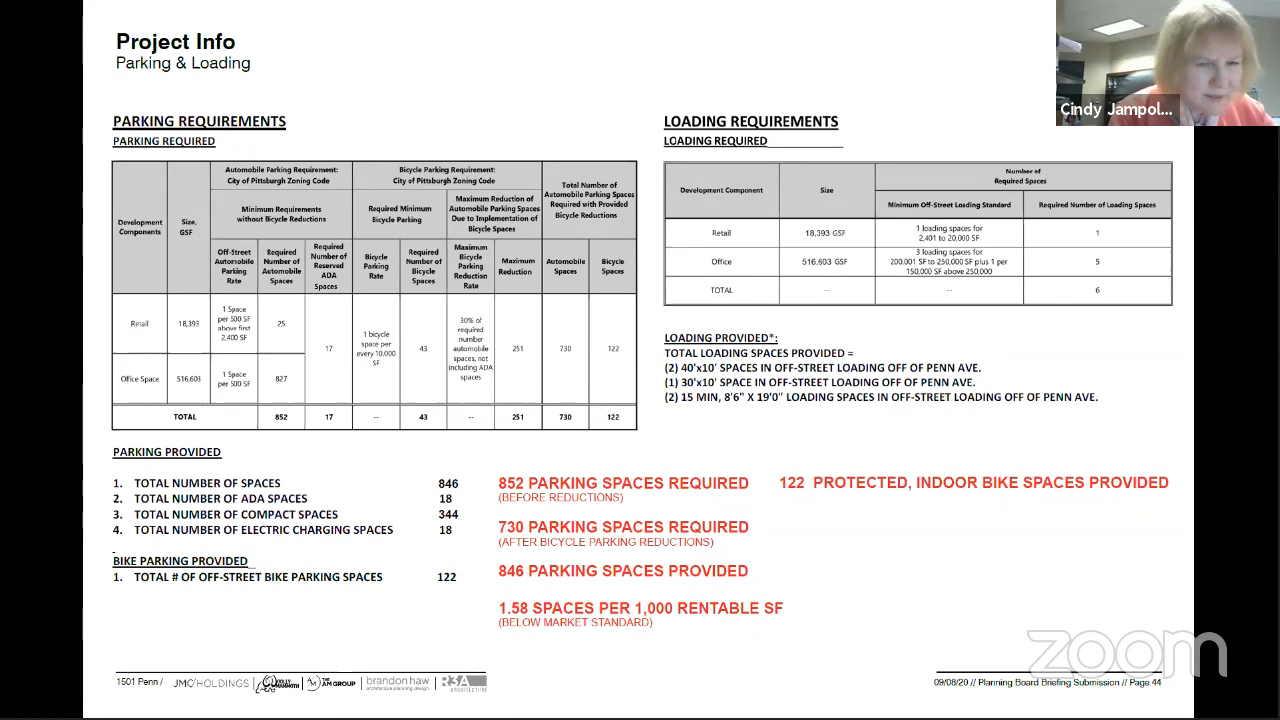 Project Info
Parking & Loading
Cindy Jampol...
PARKING REQUIREMENTS
PARKING REQUIRED
Development
Components
Size,
GSF
Automobile Parking Requirement:
City of Pittsburgh Zoning Code
Bicycle Parking Requirement:
City of Pittsburgh Zoning Code
Total Number of
Automobile Parking Spaces
Required with Provided
Bicycle Reductions
Minimum Requirements
without Bicycle Reductions
Required Minimum
Bicycle Parking
Maximum Reduction of
Automobile Parking Spaces
Due to Implementation of
Bicycle Spaces
Off-Street
Automobile
Parking
Rate
Required
Number of
Automobile
Spaces
Required
Number of
Reserved
ADA
Spaces
Bicycle
Parking
Rate
Required
Number of
Bicycle
Spaces
Maximum
Bicycle
Parking
Reduction
Rate
Maximum
Reduction
Automobile
Spaces
Bicycle
Spaces
Retail
18,393
1 Space
per 500 SF
above first
2,400 SF
25
17
1 bicycle
space per
every 10,000
SF
43
30% of
required
number
automobile
spaces, not
including ADA
spaces
251
730
122
Office Space
516,603
1 Space
per 500 SF
827
TOTAL
852
17
--
43
--
251
730
122
LOADING REQUIREMENTS
LOADING REQUIRED
Development Component
Size
Number of
Required Spaces
Minimum Off-Street Loading Standard
Required Number of Loading Spaces
Retail
18,393 GSF
1 loading spaces for
2,401 to 20,000 SF
1
Office
516,603 GSF
3 loading spaces for
200,001 SF to 250,000 SF plus 1 per
150,000 SF above 250,000
5
TOTAL
--
--
6
LOADING PROVIDED*:
TOTAL LOADING SPACES PROVIDED =
(2) 40'x10' SPACES IN OFF-STREET LOADING OFF OF PENN AVE.
(1) 30'x10' SPACE IN OFF-STREET LOADING OFF OF PENN AVE.
(2) 15 MIN, 8'6" X 19'0" LOADING SPACES IN OFF-STREET LOADING OFF OF PENN AVE.
PARKING PROVIDED
1. TOTAL NUMBER OF SPACES 846
2. TOTAL NUMBER OF ADA SPACES 18
3. TOTAL NUMBER OF COMPACT SPACES 344
4. TOTAL NUMBER OF ELECTRIC CHARGING SPACES 18
BIKE PARKING PROVIDED
1. TOTAL # OF OFF-STREET BIKE PARKING SPACES 122
852 PARKING SPACES REQUIRED
(BEFORE REDUCTIONS)
730 PARKING SPACES REQUIRED
(AFTER BICYCLE PARKING REDUCTIONS)
846 PARKING SPACES PROVIDED
1.58 SPACES PER 1,000 RENTABLE SF
(BELOW MARKET STANDARD)
122 PROTECTED, INDOOR BIKE SPACES PROVIDED
zoom
1501 Penn / JMC/HOLDINGS
THE AM GROUP
brandon haw
architecture planning design
R3A
ARCHITECTURE
09/08/20 // Planning Board Briefing Submission // Page 44